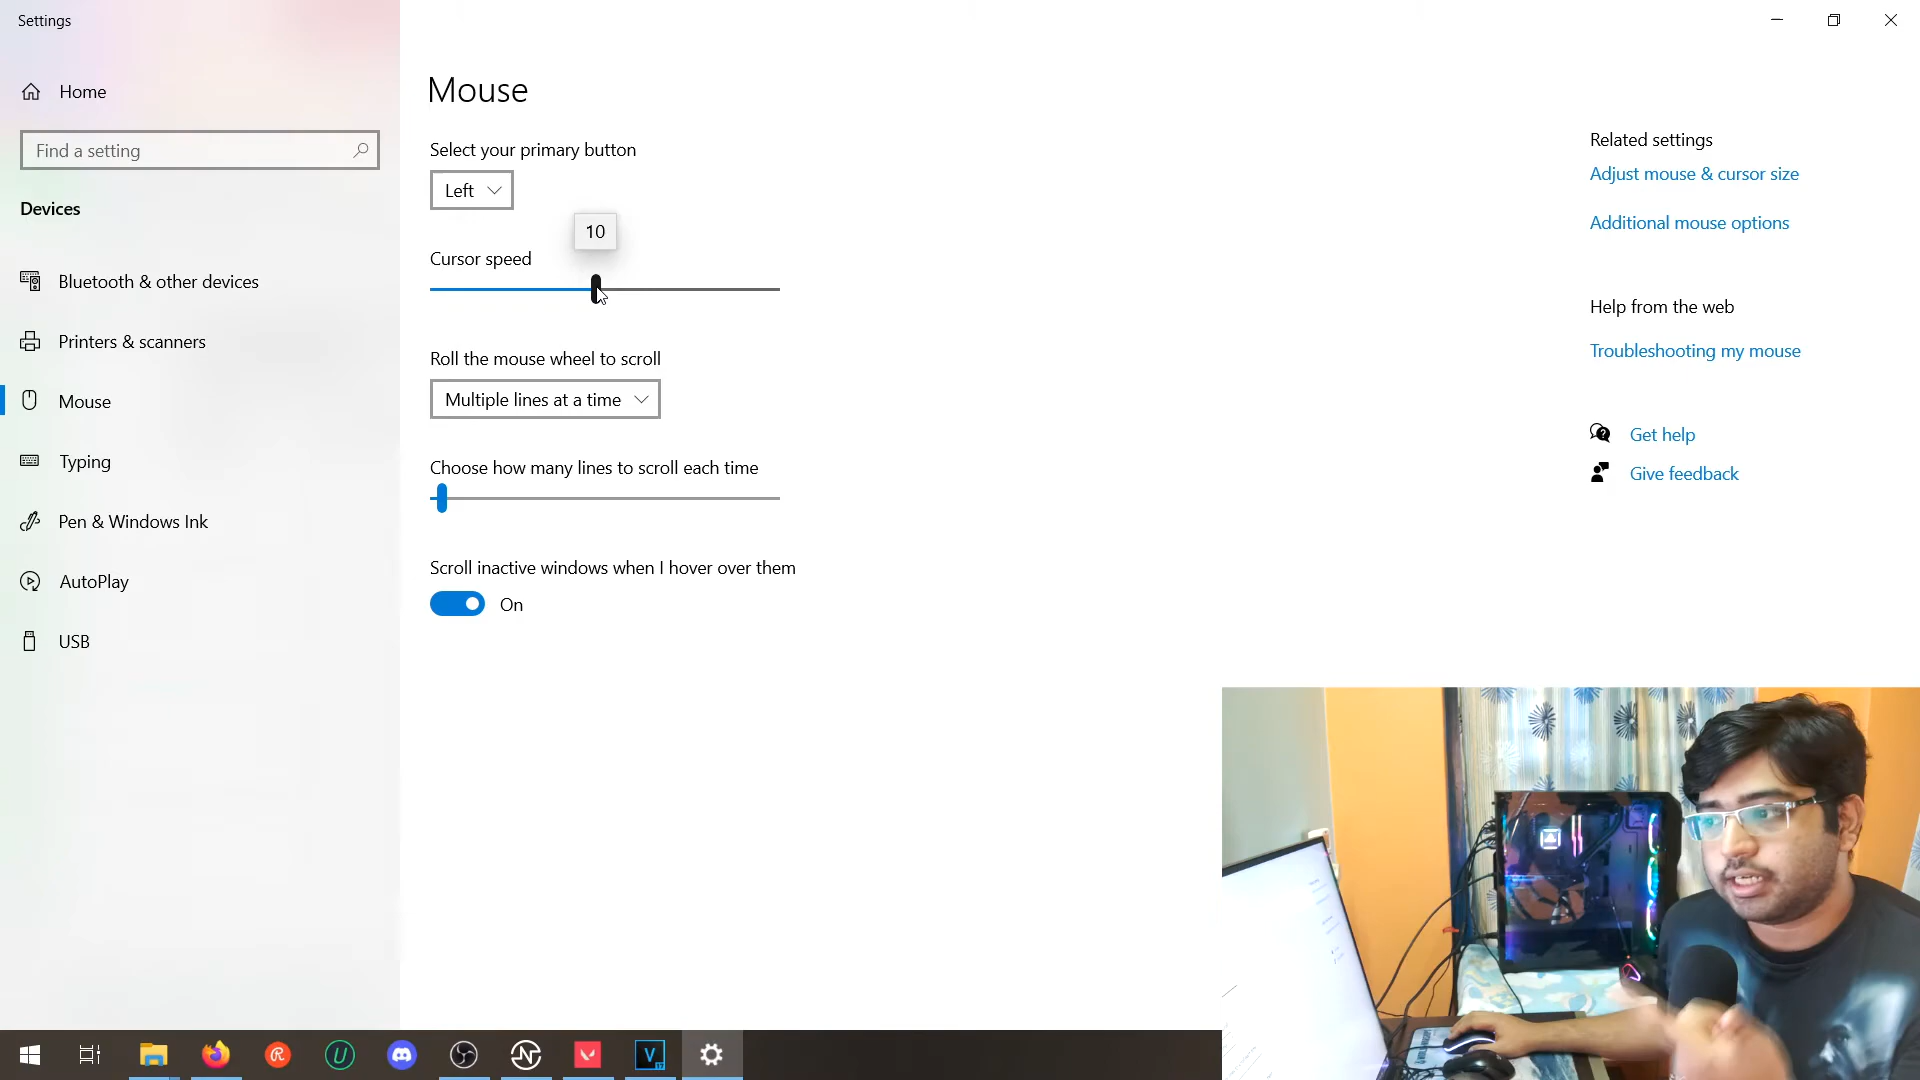 Settings
Home
Find a setting
Devices
Bluetooth & other devices
Printers & scanners
Mouse
Typing
Pen & Windows Ink
AutoPlay
USB
Mouse
Select your primary button
Left
10
Cursor speed
Roll the mouse wheel to scroll
Multiple lines at a time
Choose how many lines to scroll each time
Scroll inactive windows when I hover over them
On
Related settings
Adjust mouse & cursor size
Additional mouse options
Help from the web
Troubleshooting my mouse
Get help
Give feedback